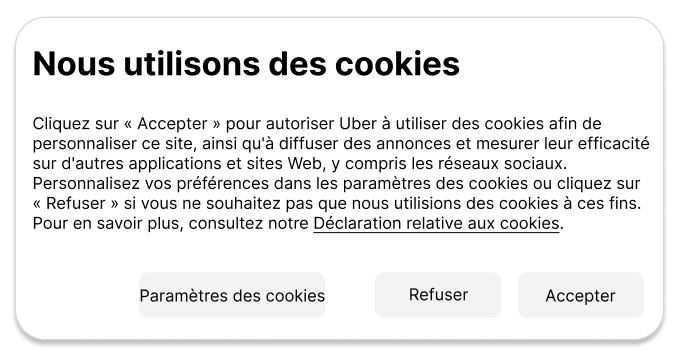 Nous utilisons des cookies
Cliquez sur « Accepter » pour autoriser Uber à utiliser des cookies afin de
personnaliser ce site, ainsi qu'à diffuser des annonces et mesurer leur efficacité
sur d'autres applications et sites Web, y compris les réseaux sociaux.
Personnalisez vos préférences dans les paramètres des cookies ou cliquez sur
« Refuser » si vous ne souhaitez pas que nous utilisions des cookies à ces fins.
Pour en savoir plus, consultez notre Déclaration relative aux cookies.
Paramètres des cookies Refuser Accepter